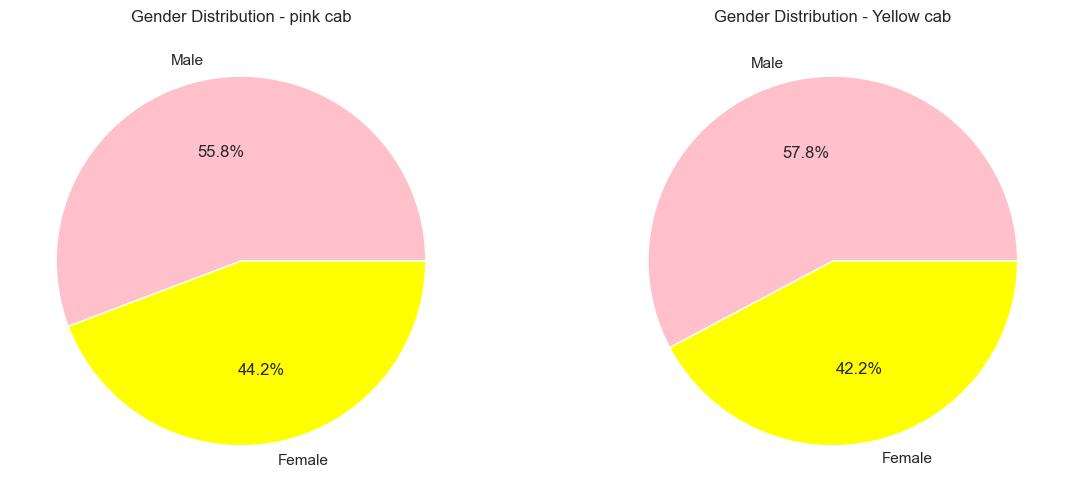 Gender Distribution - pink cab
Male
55.8%
44.2%
Female
Gender Distribution - Yellow cab
Male
57.8%
42.2%
Female